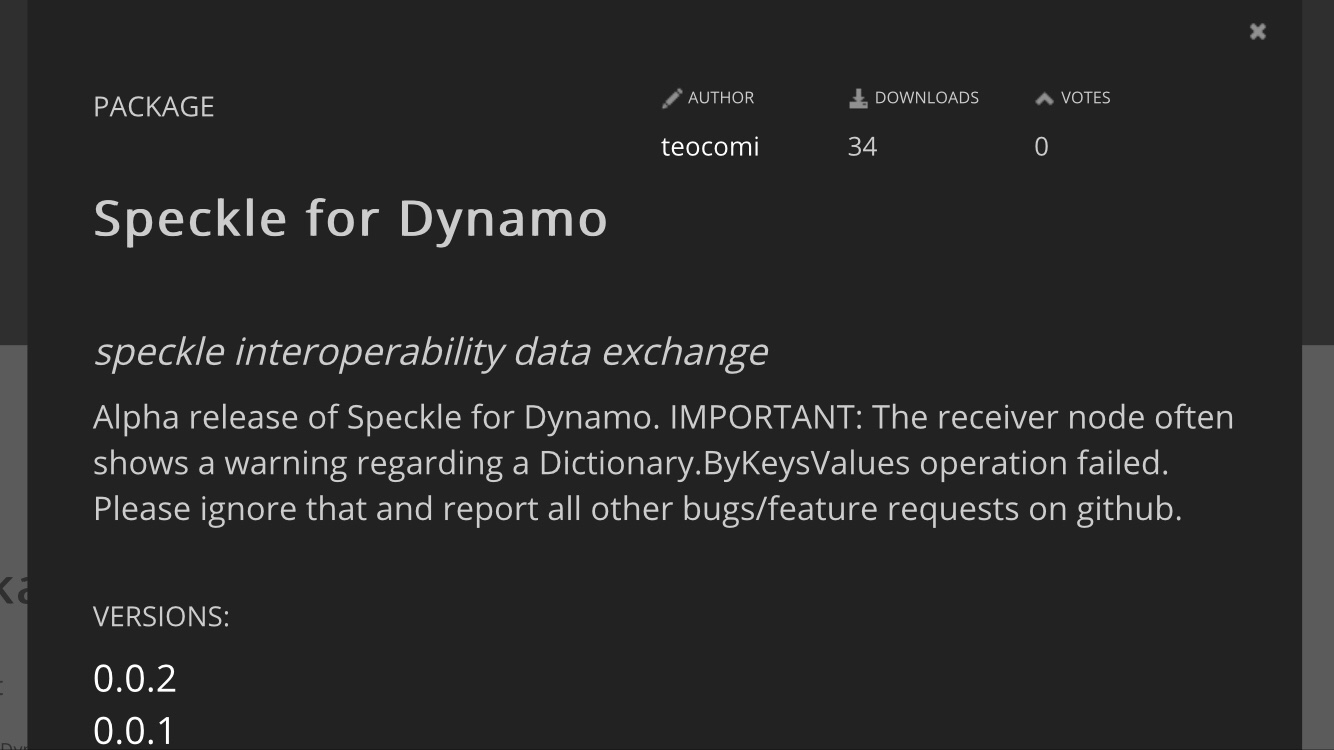 PACKAGE
AUTHOR
teocomi
DOWNLOADS
34
VOTES
0
Speckle for Dynamo
speckle interoperability data exchange
Alpha release of Speckle for Dynamo. IMPORTANT: The receiver node often
shows a warning regarding a Dictionary.ByKeysValues operation failed.
Please ignore that and report all other bugs/feature requests on github.
VERSIONS:
0.0.2
0.0.1